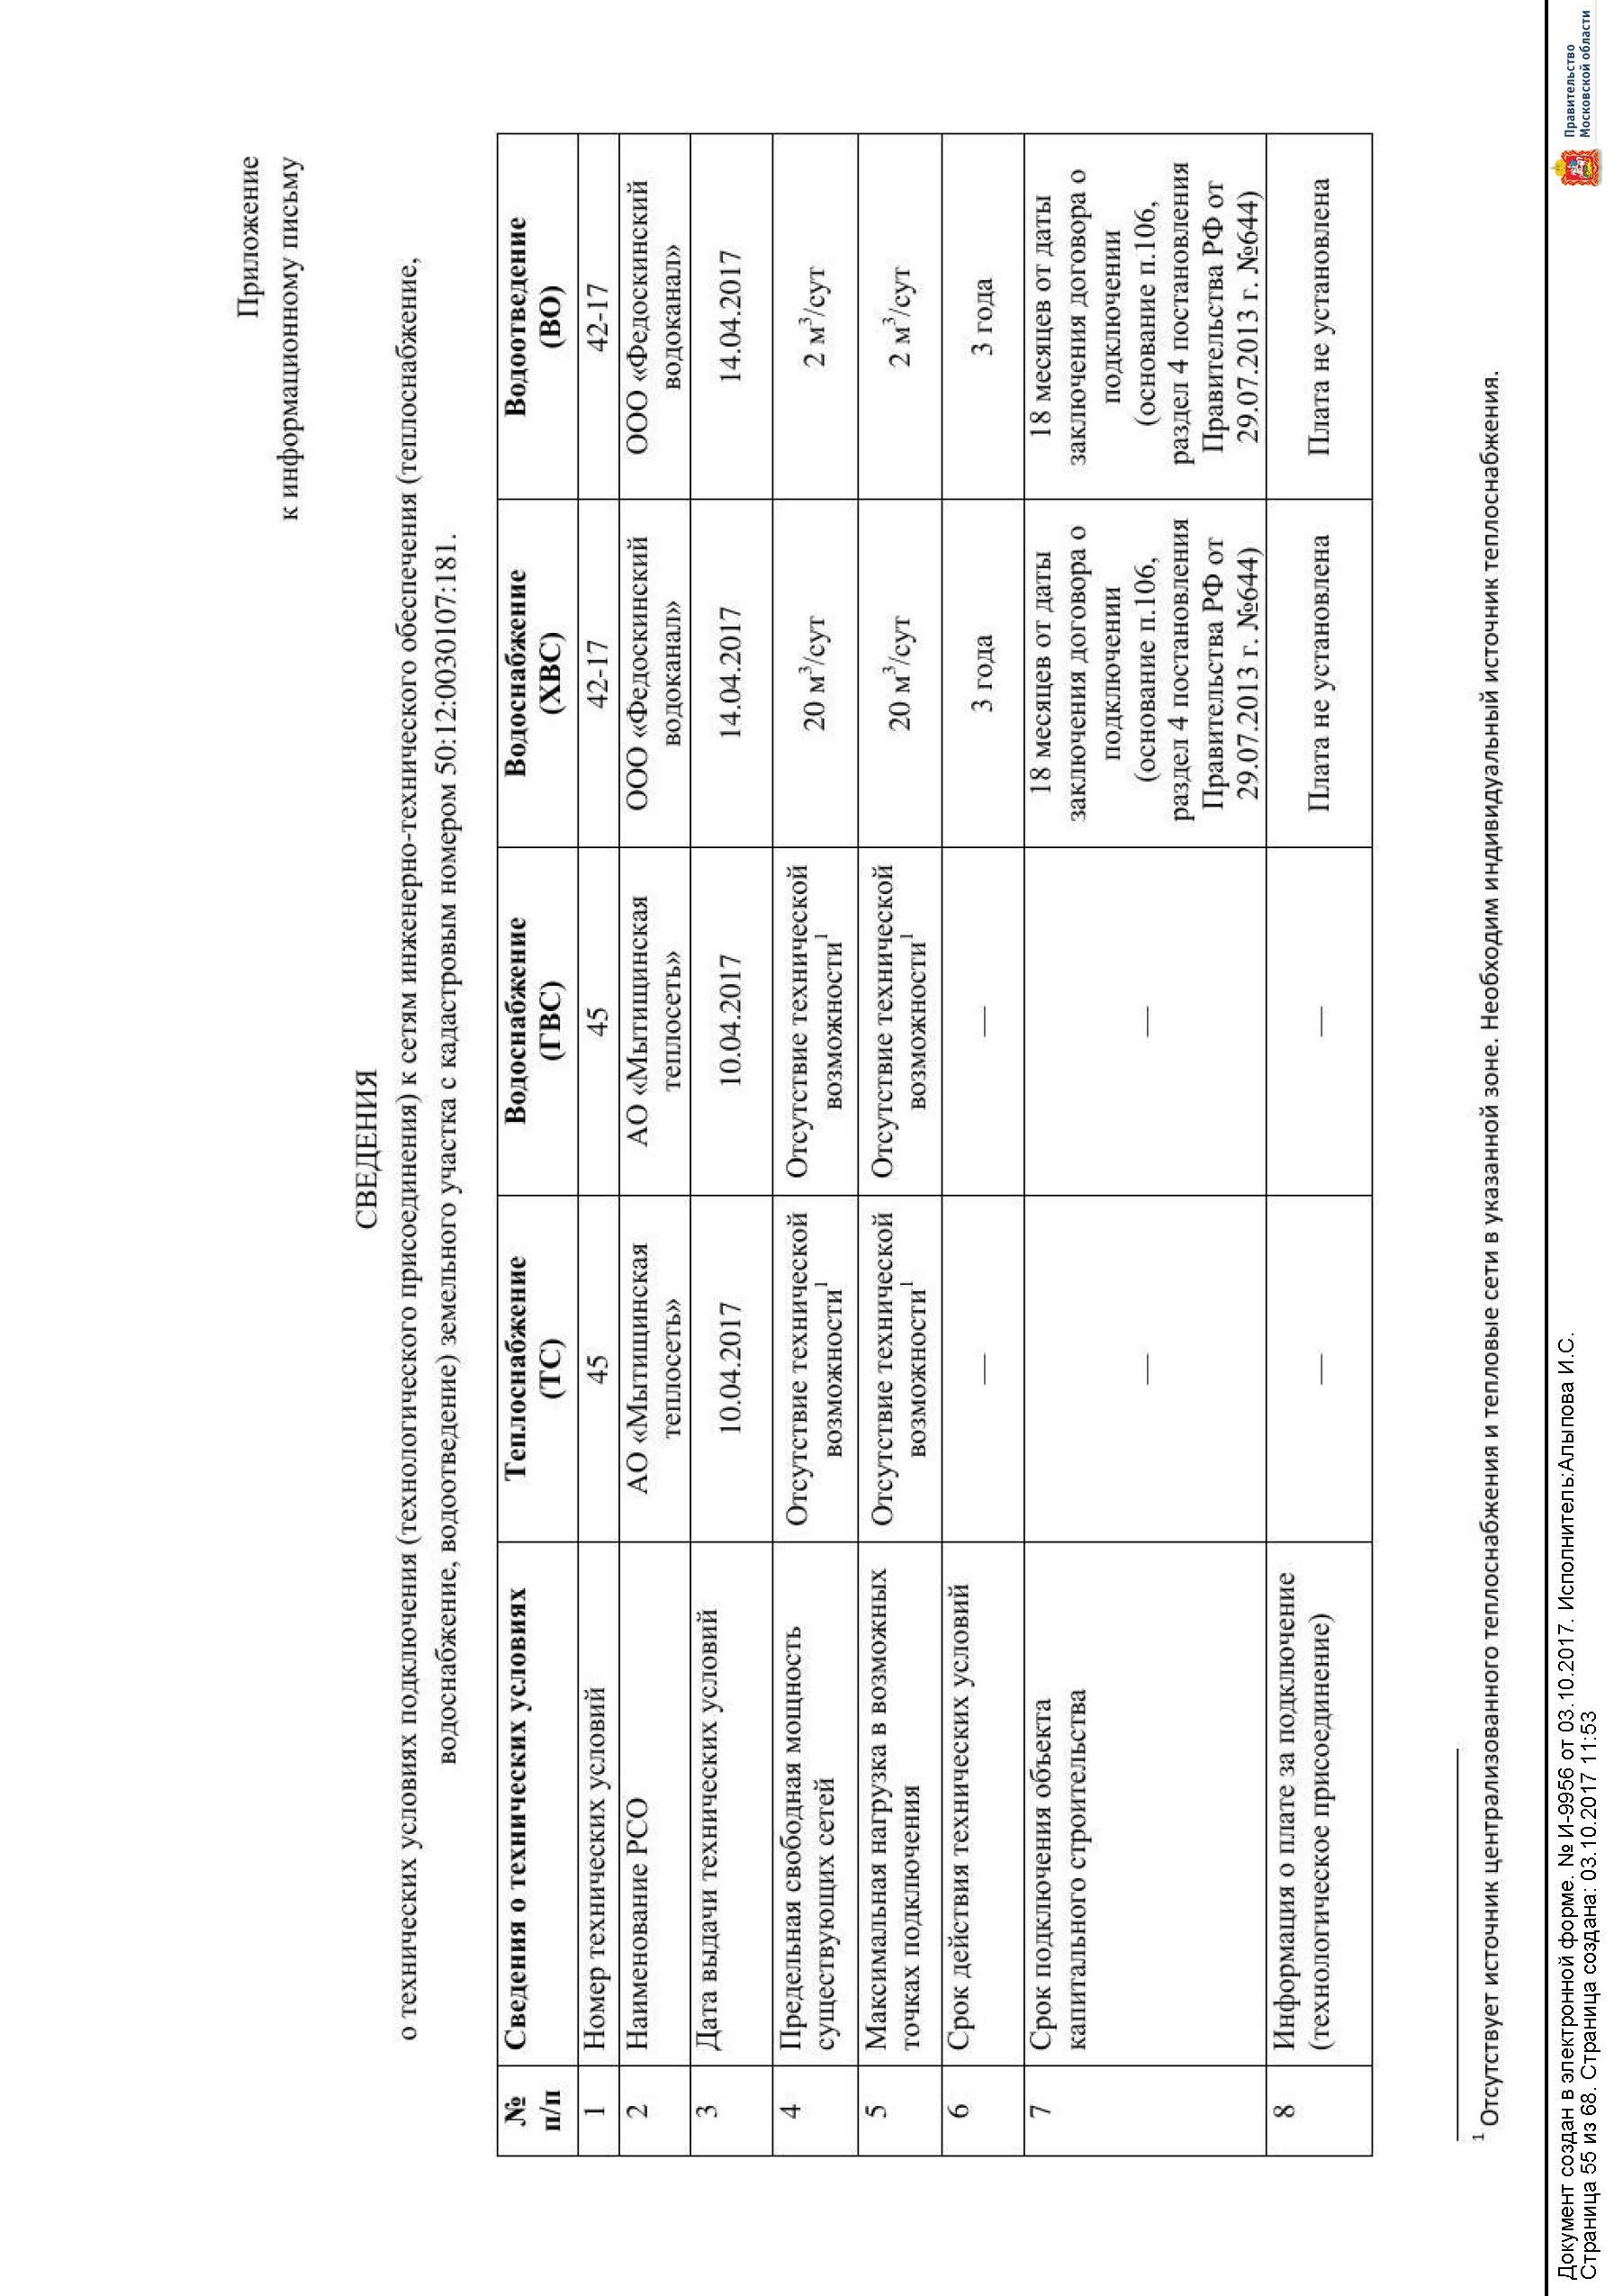 Приложение
к информационному письму
СВЕДЕНИЯ
о технических условиях подключения (технологического присоединения) к сетям инженерно-технического обеспечения (теплоснабжение,
водоснабжение, водоотведение) земельного участка с кадастровым номером 50:12:0030107:181.
№ п/п Сведения о технических условиях Теплоснабжение (ТС) Водоснабжение (ГВС) Водоснабжение (ХВС) Водоотведение (ВО)
1 Номер технических условий 45 45 42-17 42-17
2 Наименование РСО АО «Мытищинская теплосеть» АО «Мытищинская теплосеть» ООО «Федоскинский водоканал» ООО «Федоскинский водоканал»
3 Дата выдачи технических условий 10.04.2017 10.04.2017 14.04.2017 14.04.2017
4 Предельная свободная мощность существующих сетей Отсутствие технической возможности¹ Отсутствие технической возможности¹ 20 м³/сут 2 м³/сут
5 Максимальная нагрузка в возможных точках подключения Отсутствие технической возможности¹ Отсутствие технической возможности¹ 20 м³/сут 2 м³/сут
6 Срок действия технических условий — — 3 года 3 года
7 Срок подключения объекта капитального строительства — — 18 месяцев от даты заключения договора о подключении (основание п.106, раздел 4 постановления Правительства РФ от 29.07.2013 г. №644) 18 месяцев от даты заключения договора о подключении (основание п.106, раздел 4 постановления Правительства РФ от 29.07.2013 г. №644)
8 Информация о плате за подключение (технологическое присоединение) — — Плата не установлена Плата не установлена
¹ Отсутствует источник централизованного теплоснабжения и тепловые сети в указанной зоне. Необходим индивидуальный источник теплоснабжения.
Документ создан в электронной форме. № И-9956 от 03.10.2017. Исполнитель:Алыпова И.С.
Страница 55 из 68. Страница создана: 03.10.2017 11:53
Правительство
Московской области